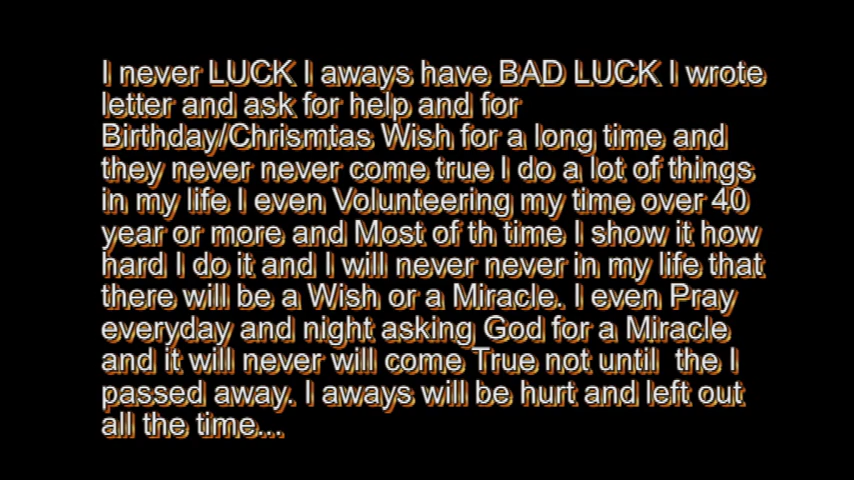 I never LUCK I aways have BAD LUCK I wrote
letter and ask for help and for
Birthday/Chrismtas Wish for a long time and
they never never come true I do a lot of things
in my life I even Volunteering my time over 40
year or more and Most of th time I show it how
hard I do it and I will never never in my life that
there will be a Wish or a Miracle. I even Pray
everyday and night asking God for a Miracle
and it will never will come True not until  the I
passed away. I aways will be hurt and left out
all the time...